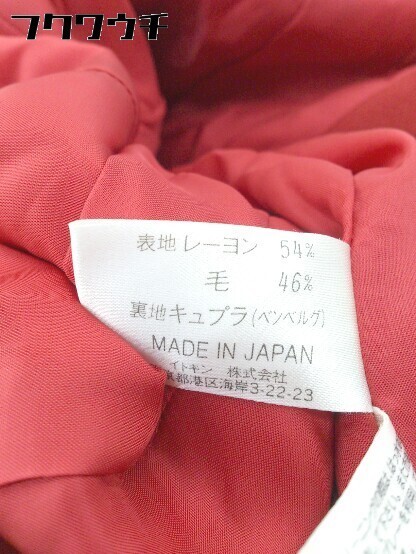 フクワウチ
表地 レーヨン 54%
毛 46%
裏地 キュプラ(ベンベルグ)
MADE IN JAPAN
イトキン 株式会社
京都港区海岸3-22-23